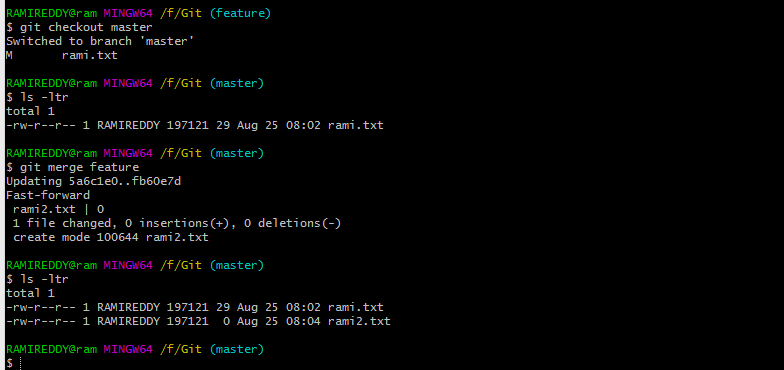 RAMIREDDY@ram MINGW64 /f/Git (feature)
$ git checkout master
Switched to branch 'master'
M       rami.txt
RAMIREDDY@ram MINGW64 /f/Git (master)
$ ls -ltr
total 1
-rw-r--r-- 1 RAMIREDDY 197121 29 Aug 25 08:02 rami.txt
RAMIREDDY@ram MINGW64 /f/Git (master)
$ git merge feature
Updating 5a6c1e0..fb60e7d
Fast-forward
 rami2.txt | 0
 1 file changed, 0 insertions(+), 0 deletions(-)
 create mode 100644 rami2.txt
RAMIREDDY@ram MINGW64 /f/Git (master)
$ ls -ltr
total 1
-rw-r--r-- 1 RAMIREDDY 197121 29 Aug 25 08:02 rami.txt
-rw-r--r-- 1 RAMIREDDY 197121  0 Aug 25 08:04 rami2.txt
RAMIREDDY@ram MINGW64 /f/Git (master)
$